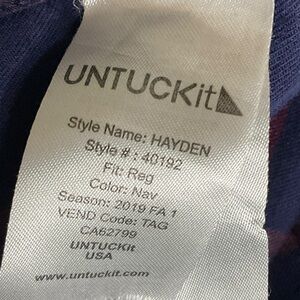 UNTUCKit
Style Name: HAYDEN
Style #: 40192
Fit: Reg
Color: Nav
Season: 2019 FA 1
VEND Code: TAG
CA62799
UNTUCKit
USA
www.untuckit.com